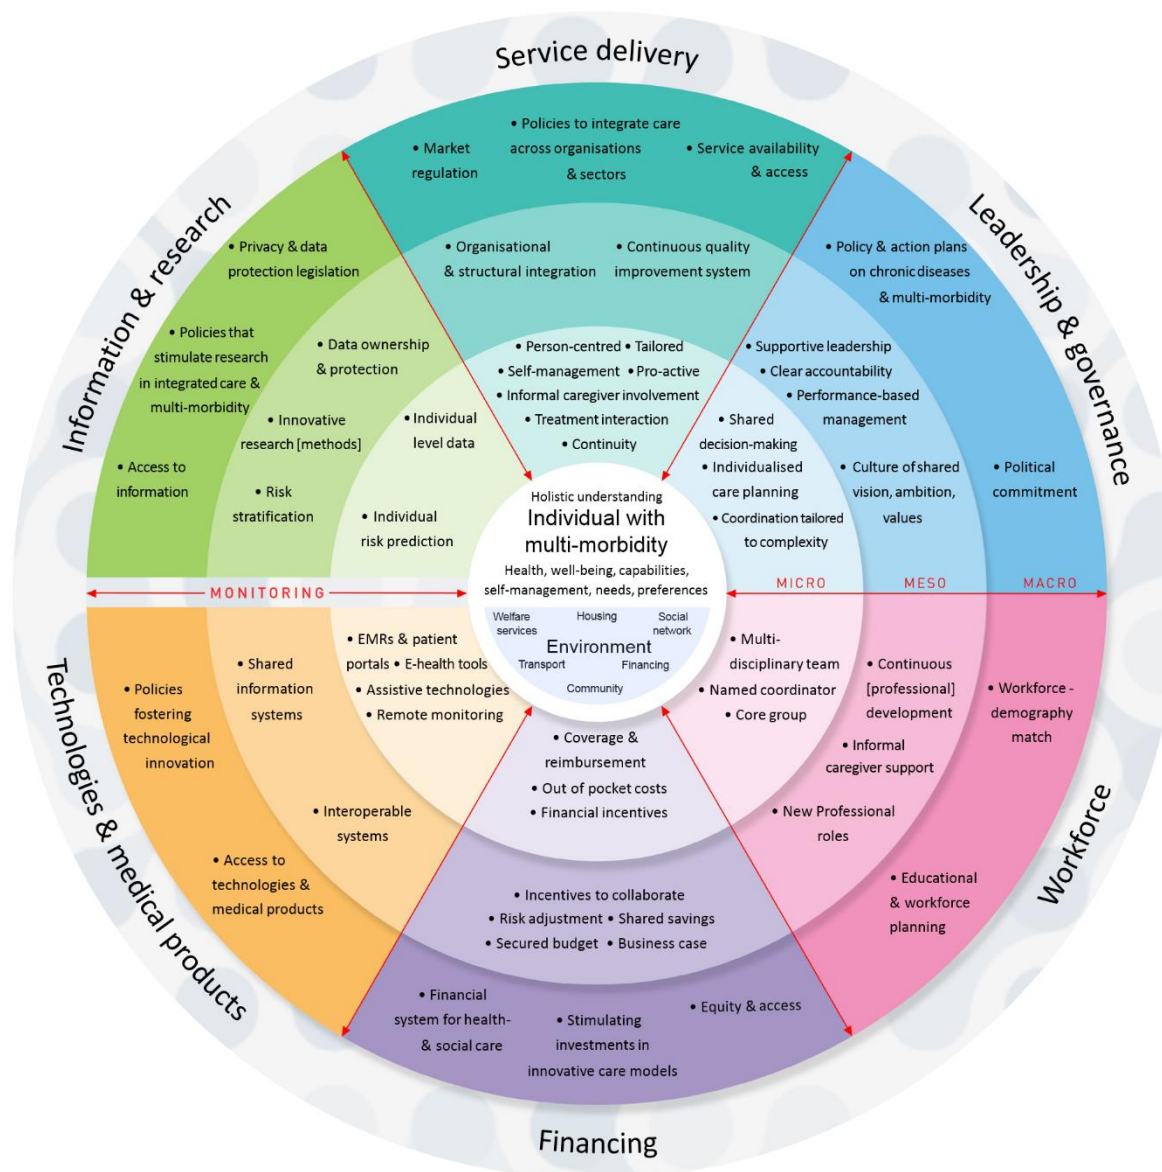 Service delivery
• Policies to integrate care
across organisations
& sectors
• Market
regulation
• Service availability
& access
• Organisational
& structural integration
• Continuous quality
improvement system
• Person-centred • Tailored
• Self-management • Pro-active
• Informal caregiver involvement
• Treatment interaction
• Continuity
Leadership & governance
• Policy & action plans
on chronic diseases
& multi-morbidity
• Political
commitment
• Supportive leadership
• Clear accountability
• Performance-based
management
• Culture of shared
vision, ambition,
values
• Shared
decision-making
• Individualised
care planning
• Coordination tailored
to complexity
Information & research
• Privacy & data
protection legislation
• Policies that
stimulate research
in integrated care &
multi-morbidity
• Access to
information
• Data ownership
& protection
• Innovative
research [methods]
• Risk
stratification
• Individual
level data
• Individual
risk prediction
Holistic understanding
Individual with
multi-morbidity
Health, well-being, capabilities,
self-management, needs, preferences
Welfare
services
Housing
Social
network
Environment
Transport
Financing
Community
MONITORING
MICRO
MESO
MACRO
Technologies & medical products
• EMRs & patient
portals • E-health tools
• Assistive technologies
• Remote monitoring
• Shared
information
systems
• Interoperable
systems
• Policies
fostering
technological
innovation
• Access to
technologies &
medical products
Workforce
• Multi-
disciplinary team
• Named coordinator
• Core group
• Continuous
[professional]
development
• Informal
caregiver support
• New Professional
roles
• Workforce -
demography
match
• Educational
& workforce
planning
• Coverage &
reimbursement
• Out of pocket costs
• Financial incentives
• Incentives to collaborate
• Risk adjustment • Shared savings
• Secured budget • Business case
• Financial
system for health-
& social care
• Stimulating
investments in
innovative care models
• Equity & access
Financing